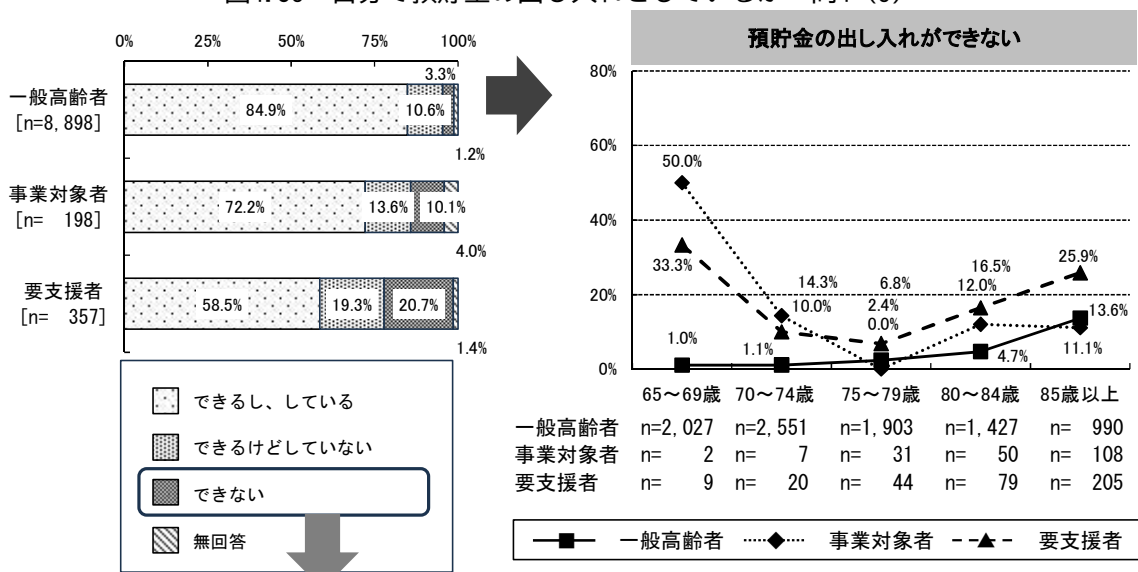 0% 25% 50% 75% 100%
一般高齢者
[n=8,898]
84.9% 10.6% 3.3%
1.2%
事業対象者
[n= 198]
72.2% 13.6% 10.1%
4.0%
要支援者
[n= 357]
58.5% 19.3% 20.7%
1.4%
できるし、している
できるけどしていない
できない
無回答
預貯金の出し入れができない
80%
60%
40%
20%
0%
50.0%
33.3%
1.0%
14.3%
10.0%
1.1%
6.8%
2.4%
0.0%
16.5%
12.0%
4.7%
25.9%
13.6%
11.1%
65～69歳 70～74歳 75～79歳 80～84歳 85歳以上
一般高齢者 n=2,027 n=2,551 n=1,903 n=1,427 n= 990
事業対象者 n= 2 n= 7 n= 31 n= 50 n= 108
要支援者 n= 9 n= 20 n= 44 n= 79 n= 205
一般高齢者 事業対象者 要支援者